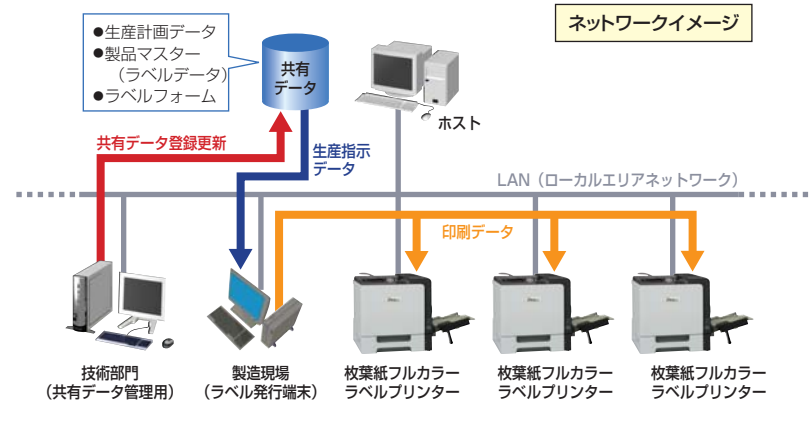 ネットワークイメージ
●生産計画データ
●製品マスター
（ラベルデータ）
●ラベルフォーム
共有
データ
ホスト
共有データ登録更新
生産指示
データ
LAN（ローカルエリアネットワーク）
印刷データ
技術部門
（共有データ管理用）
製造現場
（ラベル発行端末）
枚葉紙フルカラー
ラベルプリンター
枚葉紙フルカラー
ラベルプリンター
枚葉紙フルカラー
ラベルプリンター